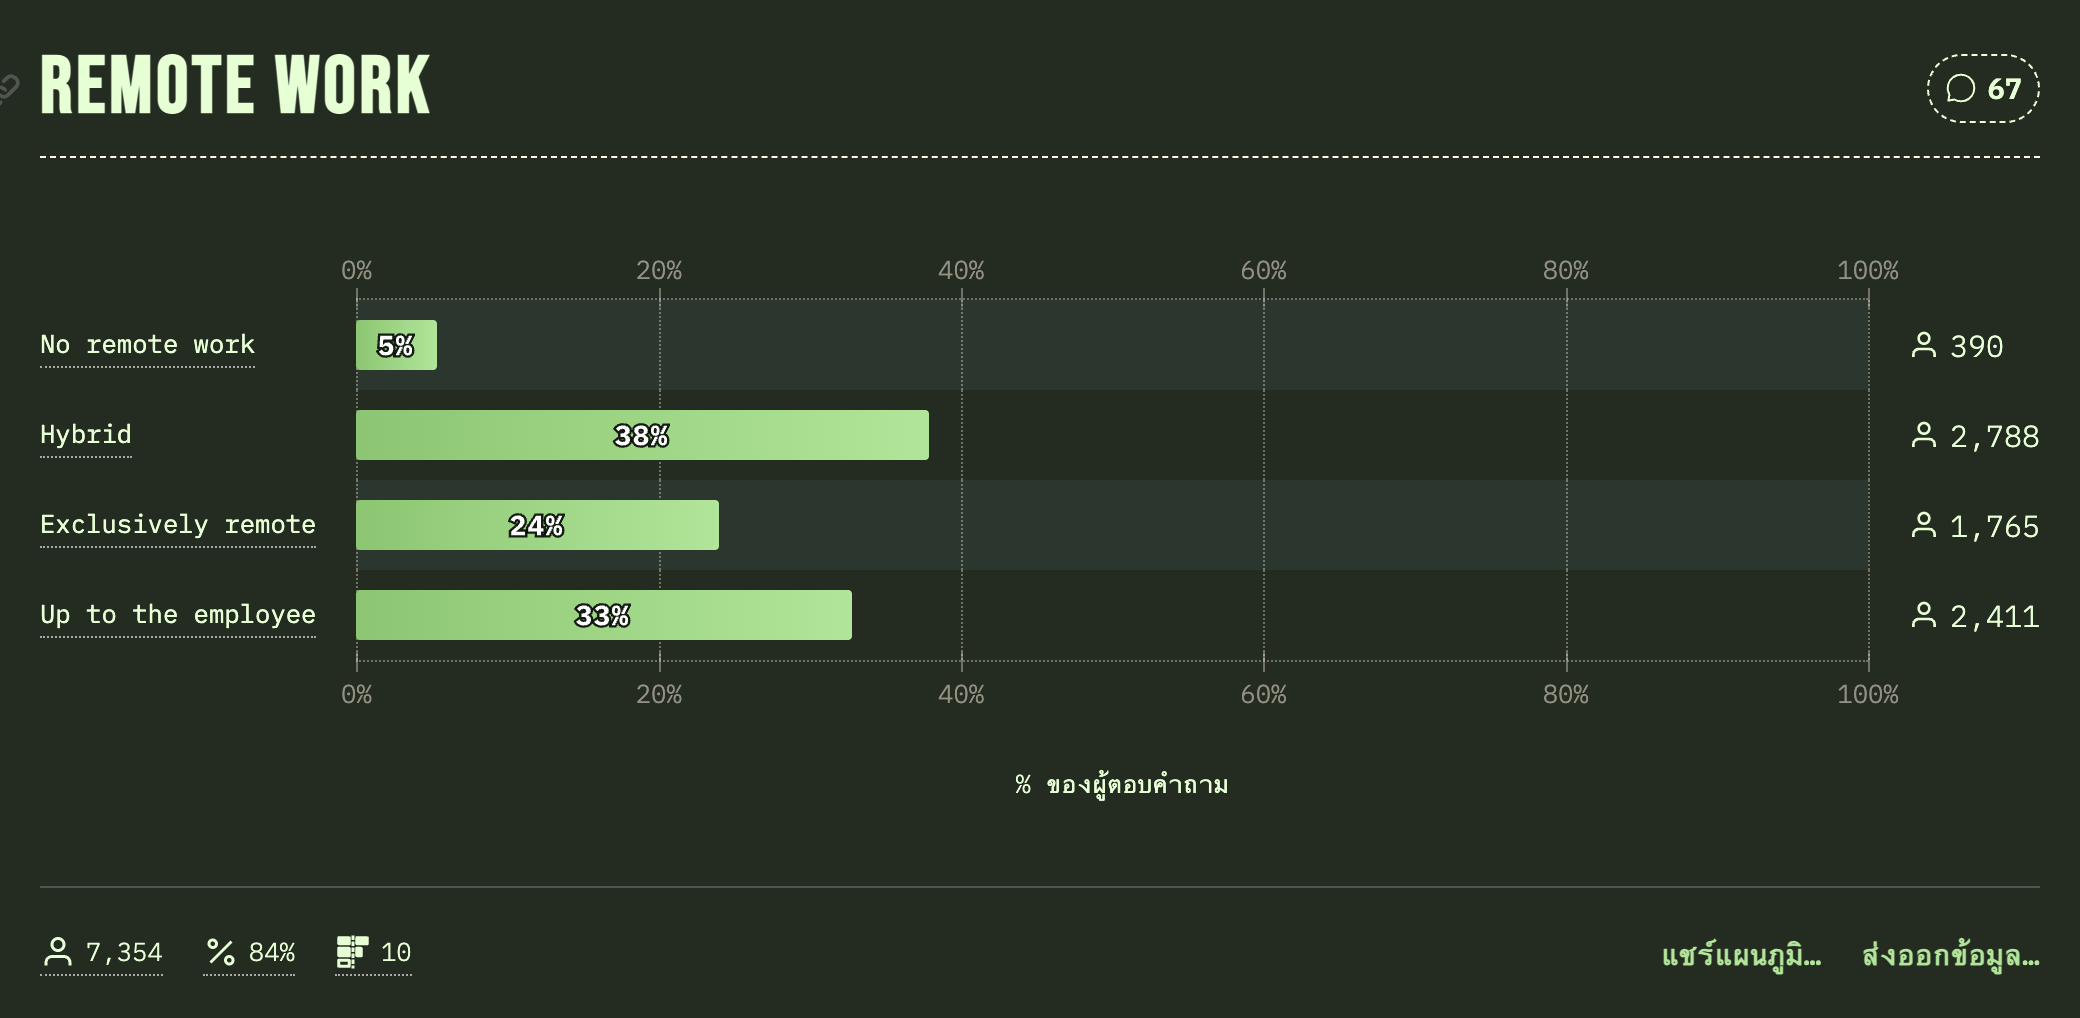 REMOTE WORK
67
0% 20% 40% 60% 80% 100%
No remote work 5% 390
Hybrid 38% 2,788
Exclusively remote 24% 1,765
Up to the employee 33% 2,411
0% 20% 40% 60% 80% 100%
% ของผู้ตอบคำถาม
7,354 84% 10 แชร์แผนภูมิ… ส่งออกข้อมูล…